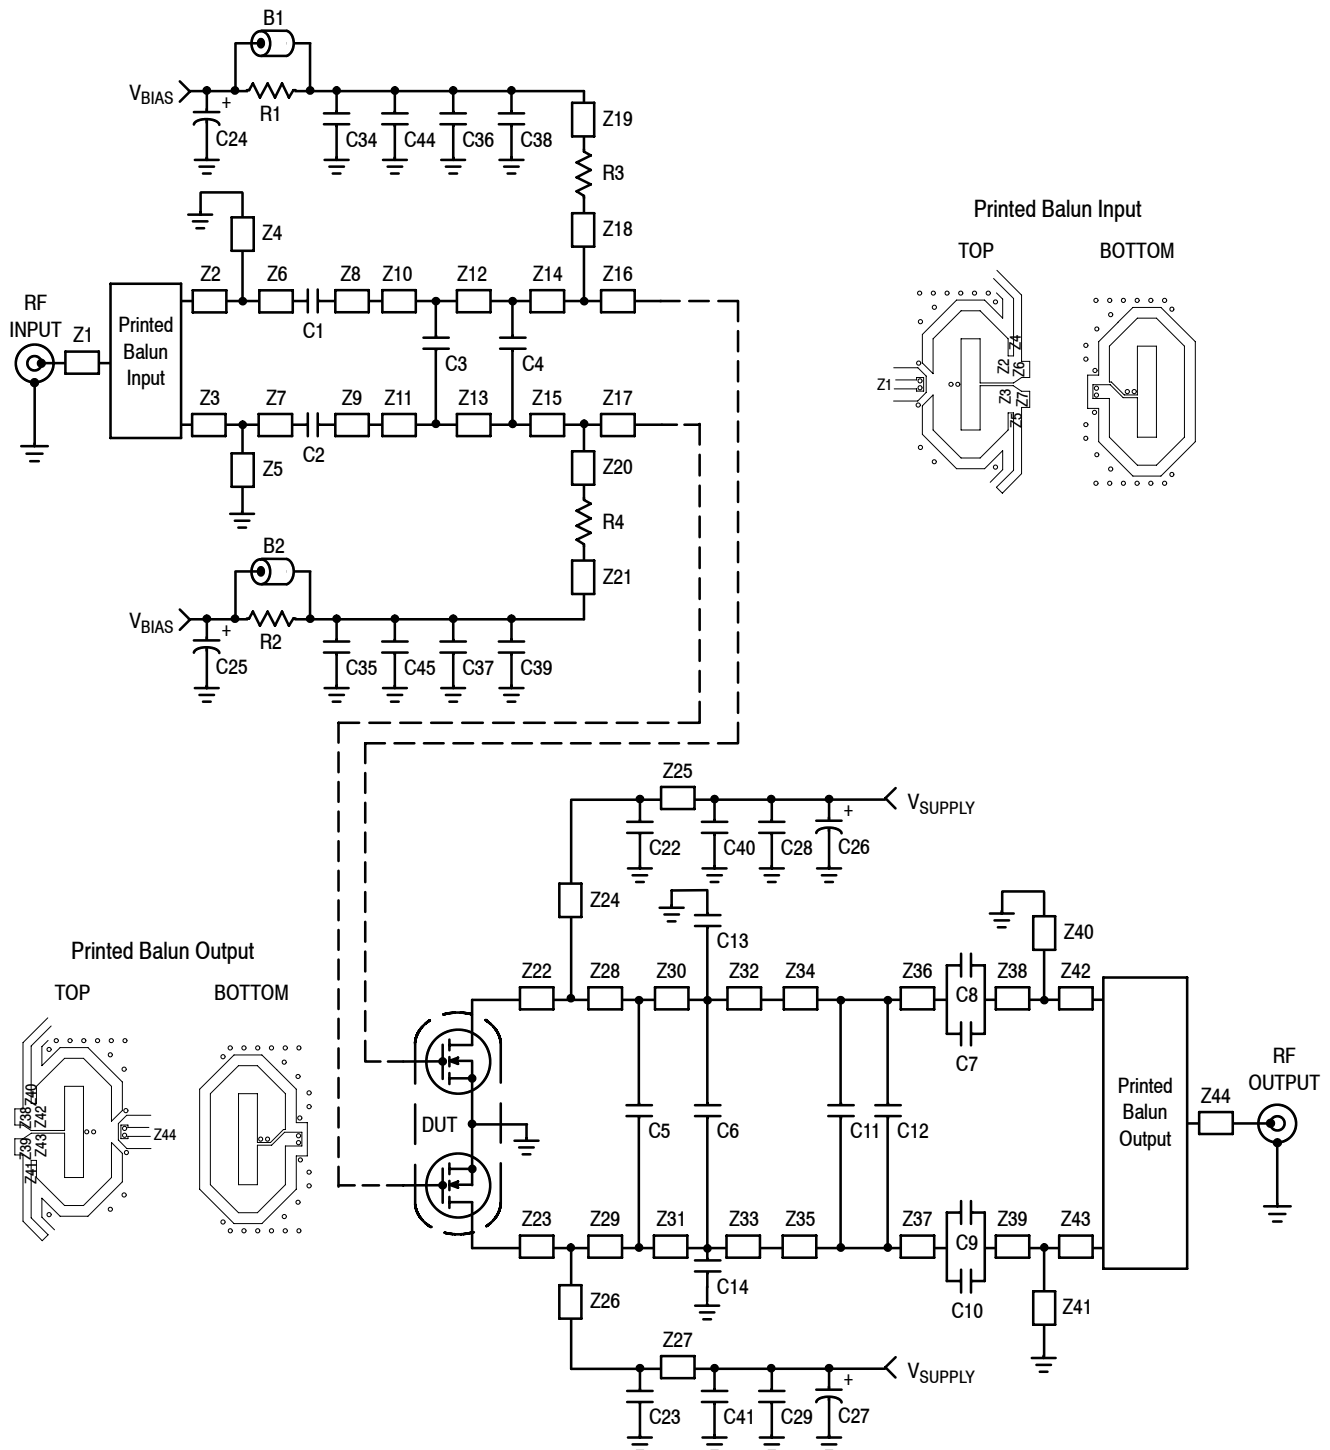 B1
V_BIAS
+
R1
C24
C34
C44
C36
C38
Z19
R3
Z18
Z4
Z2
Z6
Z8
Z10
Z12
Z14
Z16
RF
INPUT
Z1
Printed
Balun
Input
C1
C3
C4
Z3
Z7
Z9
Z11
Z13
Z15
Z17
C2
Z5
Z20
R4
Z21
B2
V_BIAS
+
R2
C25
C35
C45
C37
C39
Printed Balun Input
TOP
BOTTOM
Z1
Z2
Z4
Z6
Z3
Z7
Z5
Z25
V_SUPPLY
+
C22
C40
C28
C26
Z24
C13
Z40
Z22
Z28
Z30
Z32
Z34
Z36
C8
Z38
Z42
C7
DUT
C5
C6
C11
C12
Printed
Balun
Output
Z44
RF
OUTPUT
Z23
Z29
Z31
Z33
Z35
Z37
C9
Z39
Z43
C14
C10
Z41
Z26
Z27
V_SUPPLY
+
C23
C41
C29
C27
Printed Balun Output
TOP
BOTTOM
Z40
Z38
Z42
Z39
Z43
Z41
Z44